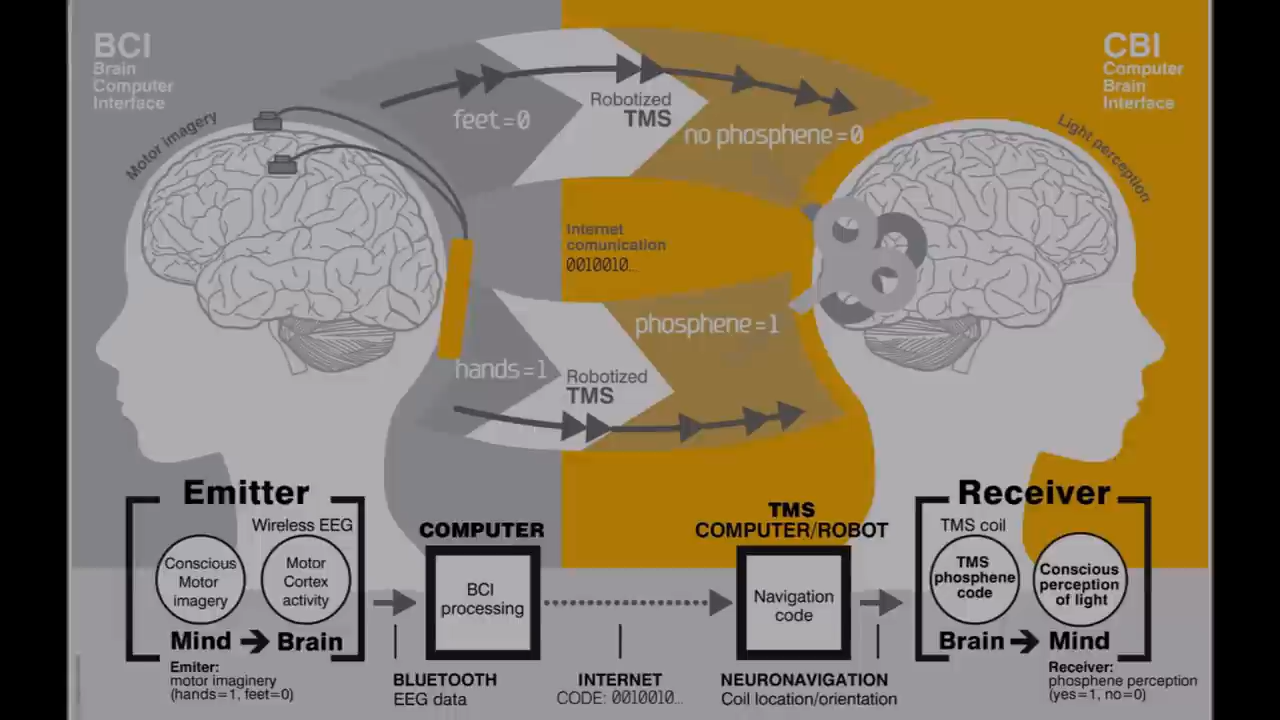 BCI
Brain
Computer
Interface
CBI
Computer
Brain
Interface
Motor imagery
Light perception
feet=0
Robotized
TMS
no phosphene=0
Internet
comunication
0010010...
phosphene=1
hands=1
Robotized
TMS
Emitter
Wireless EEG
Conscious
Motor
imagery
Motor
Cortex
activity
Mind
Brain
Emiter:
motor imaginery
(hands=1, feet=0)
COMPUTER
BCI
processing
BLUETOOTH
EEG data
INTERNET
CODE: 0010010...
TMS
COMPUTER/ROBOT
Navigation
code
NEURONAVIGATION
Coil location/orientation
Receiver
TMS coil
TMS
phosphene
code
Conscious
perception
of light
Brain
Mind
Receiver:
phosphene perception
(yes=1, no=0)